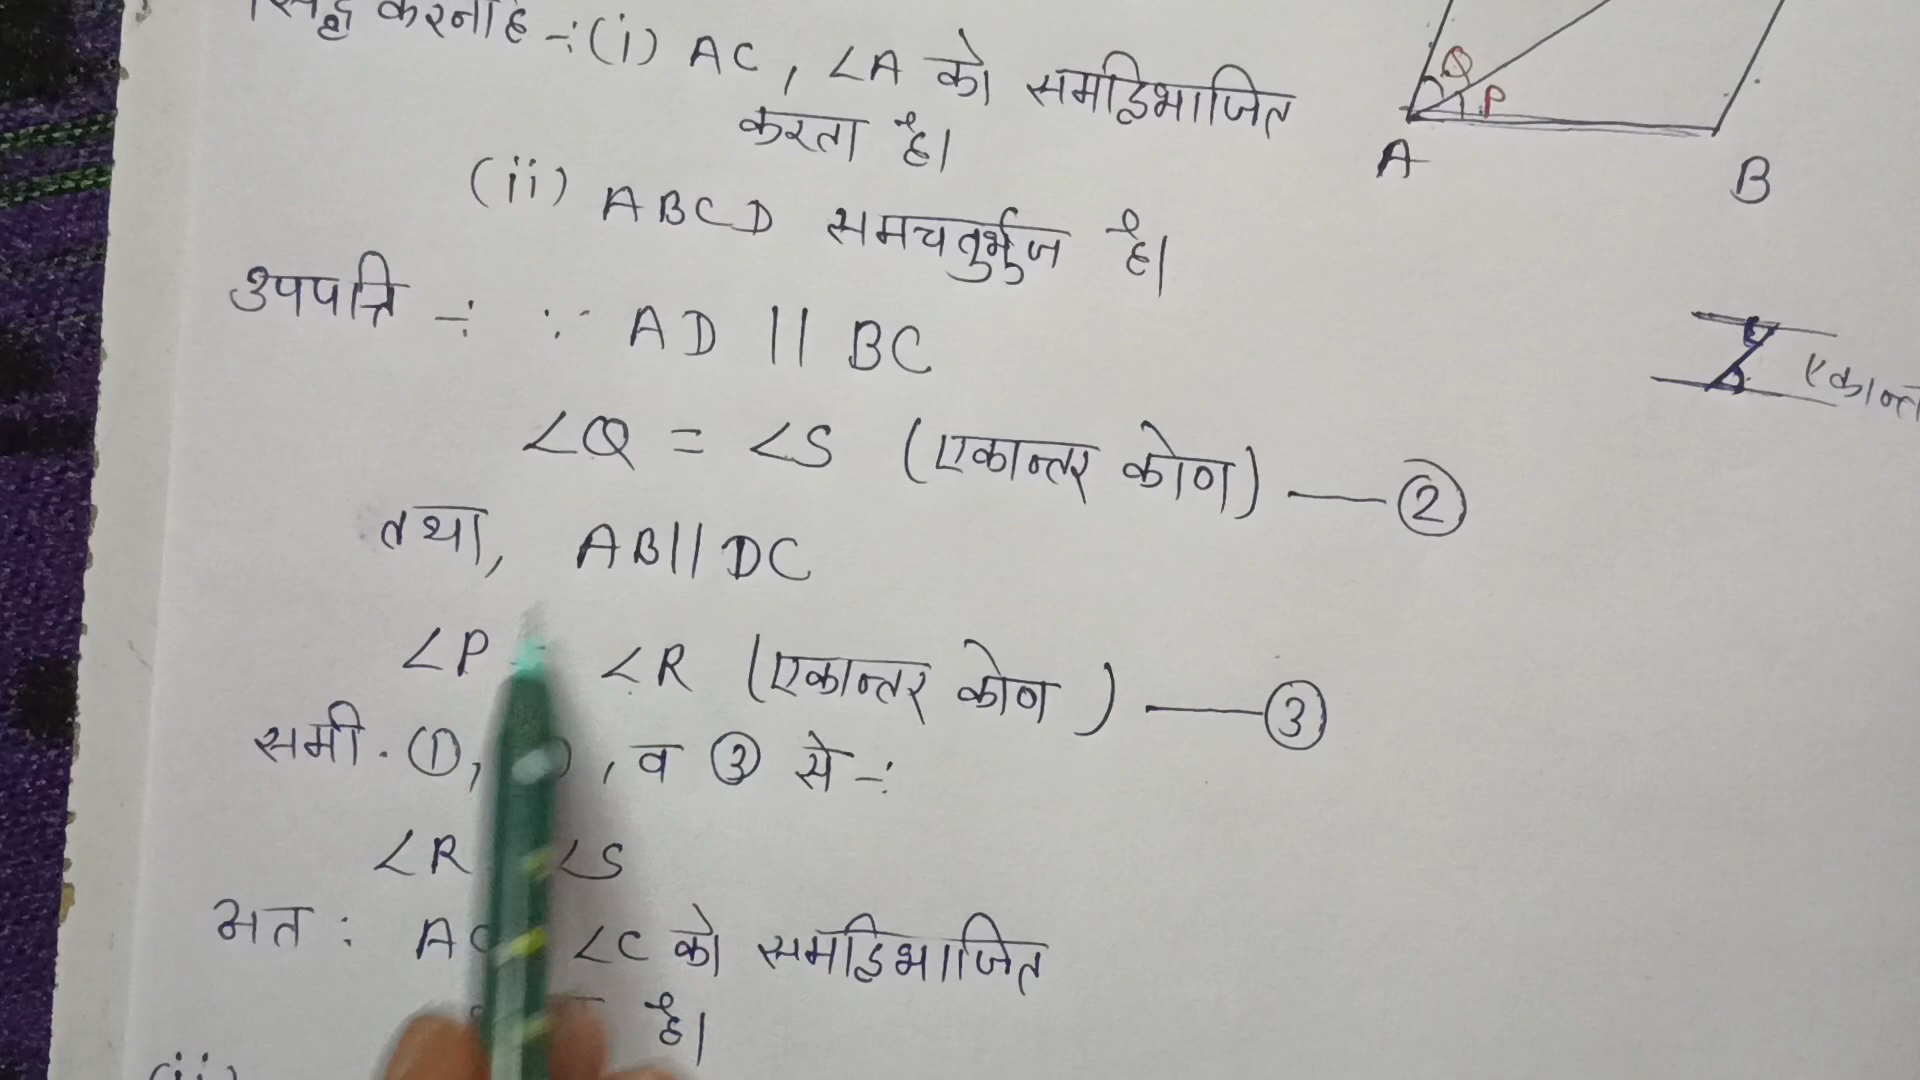 सिद्ध करना है -: (i) AC, ∠A को समद्विभाजित
करता है।
(ii) ABCD समचतुर्भुज है।
उपपत्ति -: ∵ AD || BC
∠Q = ∠S (एकान्तर कोण) — ②
तथा, AB || DC
∠P ∠R (एकान्तर कोण) — ③
समी. ①, , व ③ से -:
∠R ∠S
अत: AC ∠C को समद्विभाजित
है।
(ii)
Q
P
A
B